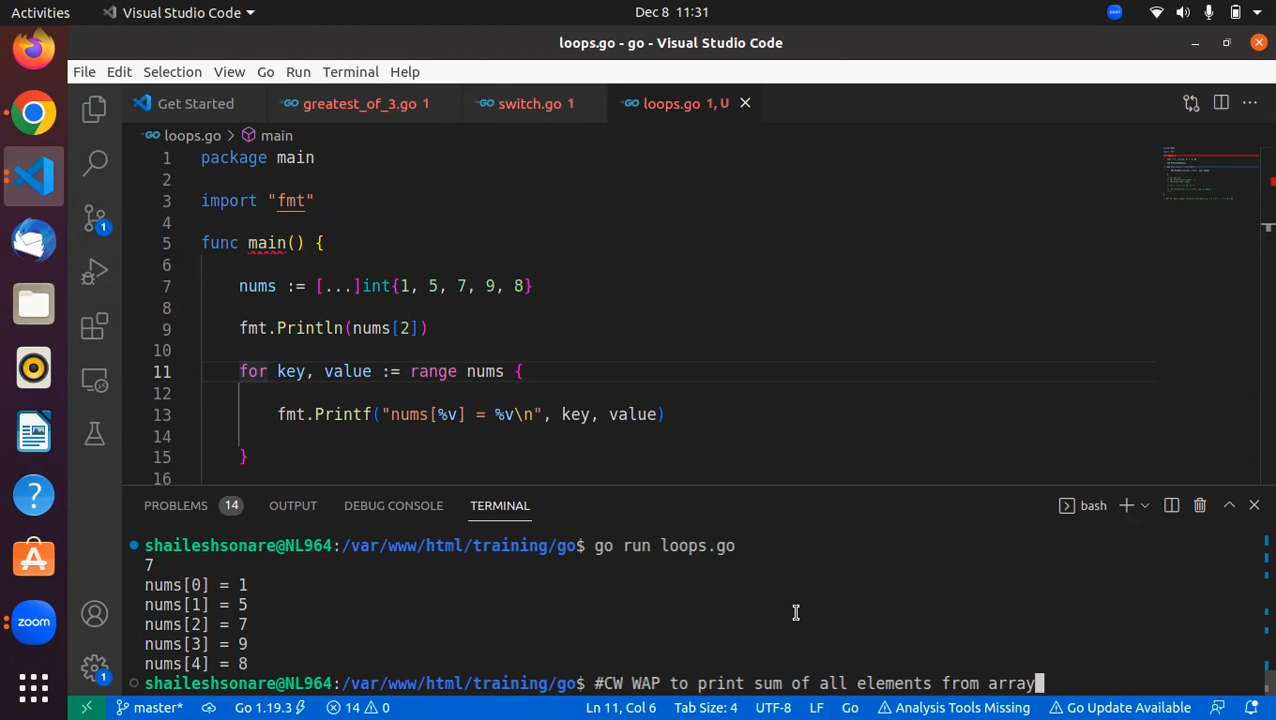 Activities Visual Studio Code Dec 8 11:31
loops.go - go - Visual Studio Code
File Edit Selection View Go Run Terminal Help
Get Started greatest_of_3.go 1 switch.go 1 loops.go 1, U
loops.go > main
1 package main
2
3 import "fmt"
4
5 func main() {
6
7 nums := [...]int{1, 5, 7, 9, 8}
8
9 fmt.Println(nums[2])
10
11 for key, value := range nums {
12
13 fmt.Printf("nums[%v] = %v\n", key, value)
14
15 }
16
PROBLEMS 14 OUTPUT DEBUG CONSOLE TERMINAL bash
shaileshsonare@NL964:/var/www/html/training/go$ go run loops.go
7
nums[0] = 1
nums[1] = 5
nums[2] = 7
nums[3] = 9
nums[4] = 8
shaileshsonare@NL964:/var/www/html/training/go$ #CW WAP to print sum of all elements from array
master* Go 1.19.3 14 0 Ln 11, Col 6 Tab Size: 4 UTF-8 LF Go Analysis Tools Missing Go Update Available
1
1
zoom
zoom